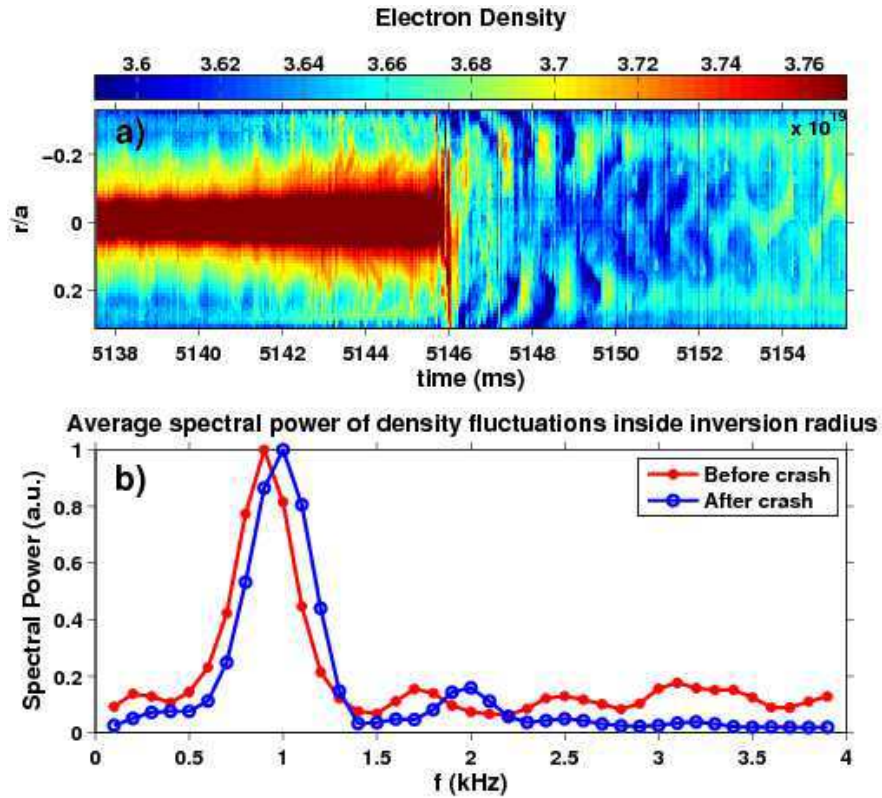 Electron Density
3.6 3.62 3.64 3.66 3.68 3.7 3.72 3.74 3.76
a)
x 10^19
-0.2
0
0.2
r/a
5138 5140 5142 5144 5146 5148 5150 5152 5154
time (ms)
Average spectral power of density fluctuations inside inversion radius
b)
Before crash
After crash
1
0.8
0.6
0.4
0.2
0
Spectral Power (a.u.)
0 0.5 1 1.5 2 2.5 3 3.5 4
f (kHz)